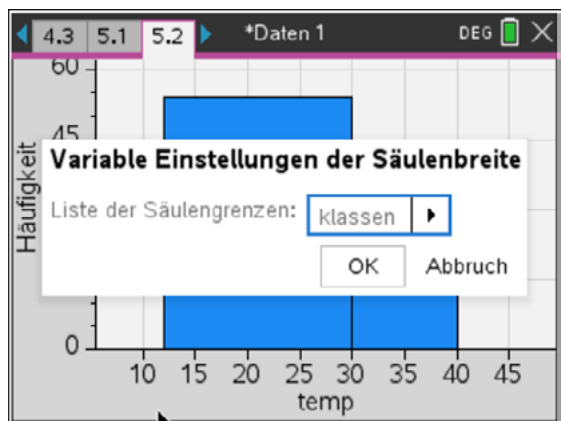 4.3 5.1 5.2 *Daten 1 DEG
60
45
Häufigkeit
Variable Einstellungen der Säulenbreite
Liste der Säulengrenzen: klassen
OK Abbruch
0
10 15 20 25 30 35 40 45
temp